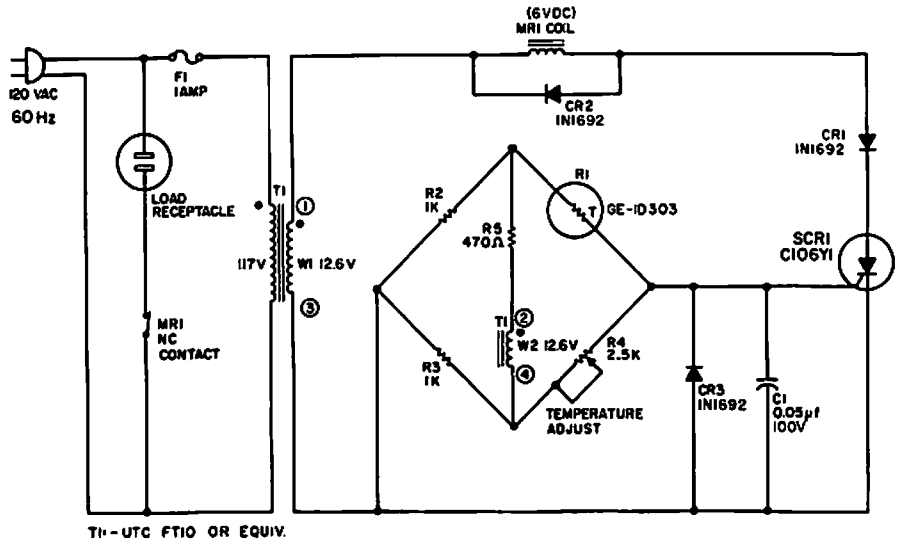 (6VDC)
MR1 COIL
F1
1AMP
120 VAC
60 Hz
CR2
1N1692
CR1
1N1692
LOAD
RECEPTACLE
T1
1
R2
1K
R1
T
GE-1D303
R5
470Ω
SCR1
C106Y1
117V
W1 12.6V
3
MR1
NC
CONTACT
T1
2
W2 12.6V
4
R4
2.5K
R3
1K
TEMPERATURE
ADJUST
CR3
1N1692
C1
0.05µf
100V
T1-UTC FT10 OR EQUIV.